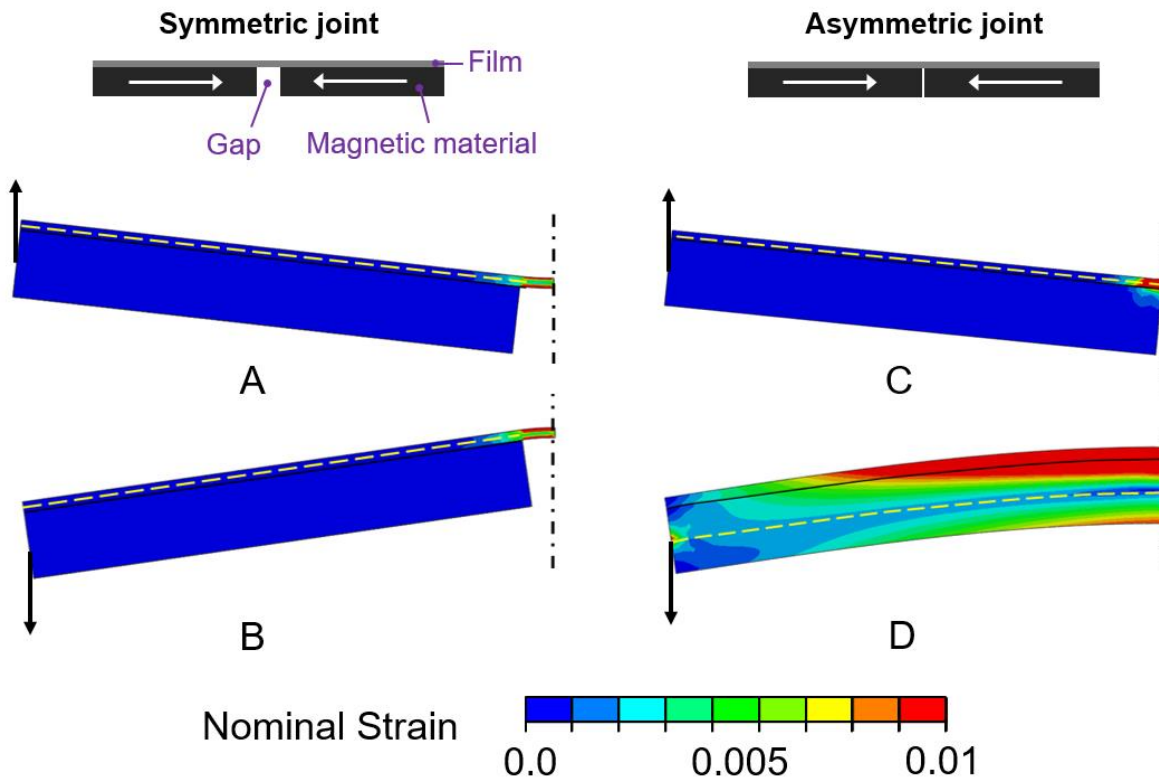 Symmetric joint
Asymmetric joint
Film
Gap
Magnetic material
A
C
B
D
Nominal Strain
0.0
0.005
0.01